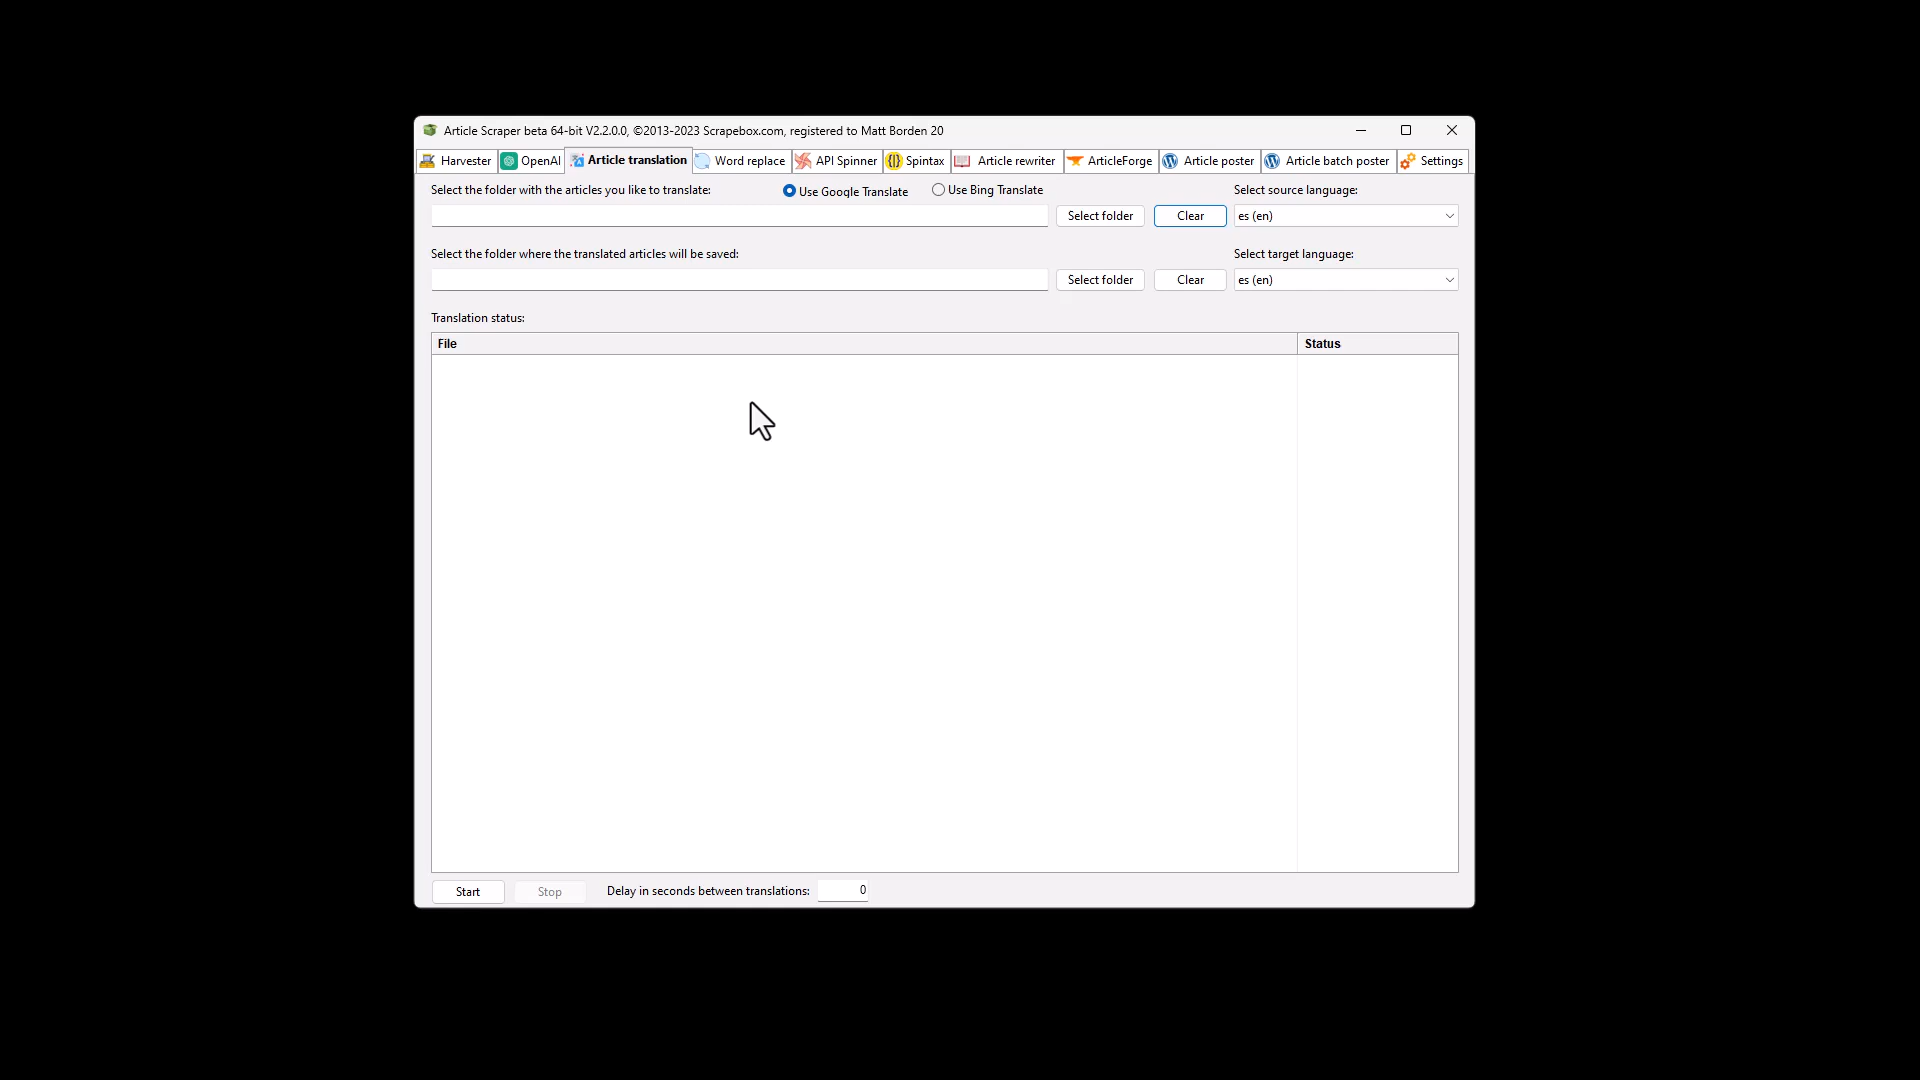 Article Scraper beta 64-bit V2.2.0.0, ©2013-2023 Scrapebox.com, registered to Matt Borden 20
Harvester OpenAI Article translation Word replace API Spinner Spintax Article rewriter ArticleForge Article poster Article batch poster Settings
Select the folder with the articles you like to translate: Use Google Translate Use Bing Translate Select source language:
Select folder Clear es (en)
Select the folder where the translated articles will be saved: Select target language:
Select folder Clear es (en)
Translation status:
File Status
Start Stop Delay in seconds between translations: 0